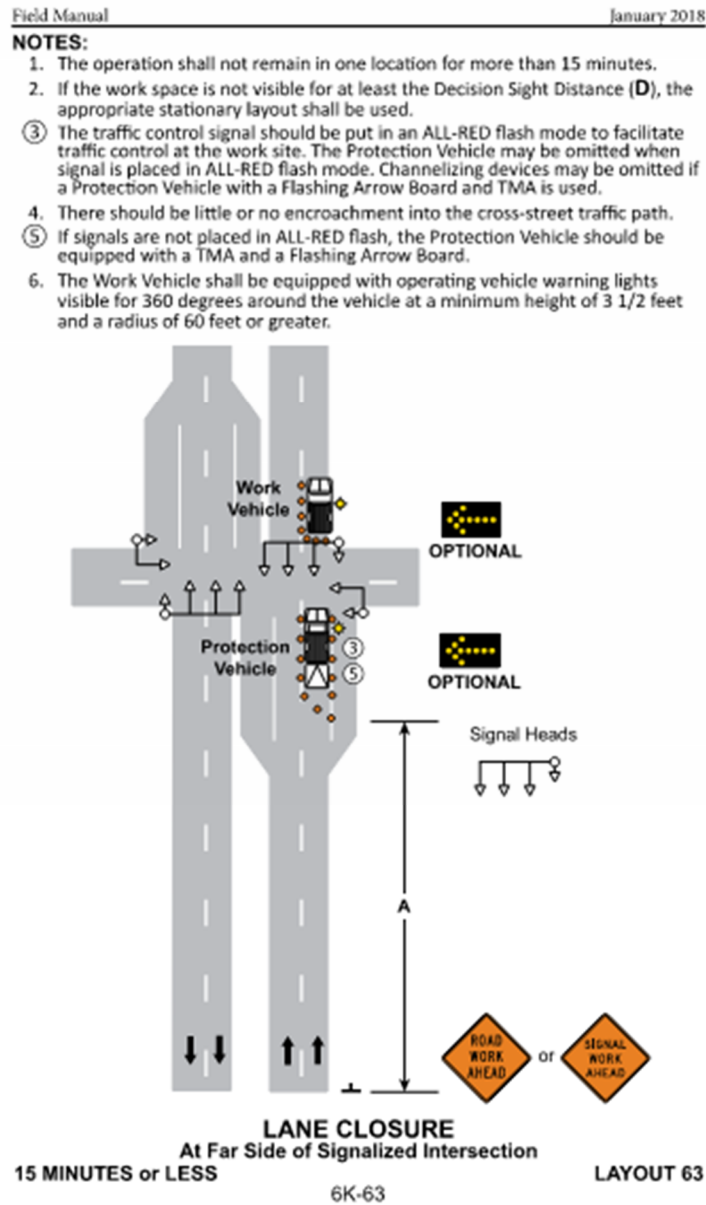 Field Manual January 2018
NOTES:
1. The operation shall not remain in one location for more than 15 minutes.
2. If the work space is not visible for at least the Decision Sight Distance (D), the
appropriate stationary layout shall be used.
③ The traffic control signal should be put in an ALL-RED flash mode to facilitate
traffic control at the work site. The Protection Vehicle may be omitted when
signal is placed in ALL-RED flash mode. Channelizing devices may be omitted if
a Protection Vehicle with a Flashing Arrow Board and TMA is used.
4. There should be little or no encroachment into the cross-street traffic path.
⑤ If signals are not placed in ALL-RED flash, the Protection Vehicle should be
equipped with a TMA and a Flashing Arrow Board.
6. The Work Vehicle shall be equipped with operating vehicle warning lights
visible for 360 degrees around the vehicle at a minimum height of 3 1/2 feet
and a radius of 60 feet or greater.
Work
Vehicle
OPTIONAL
Protection
Vehicle
③
⑤
OPTIONAL
Signal Heads
A
ROAD
WORK
AHEAD
or
SIGNAL
WORK
AHEAD
LANE CLOSURE
At Far Side of Signalized Intersection
15 MINUTES or LESS LAYOUT 63
6K-63